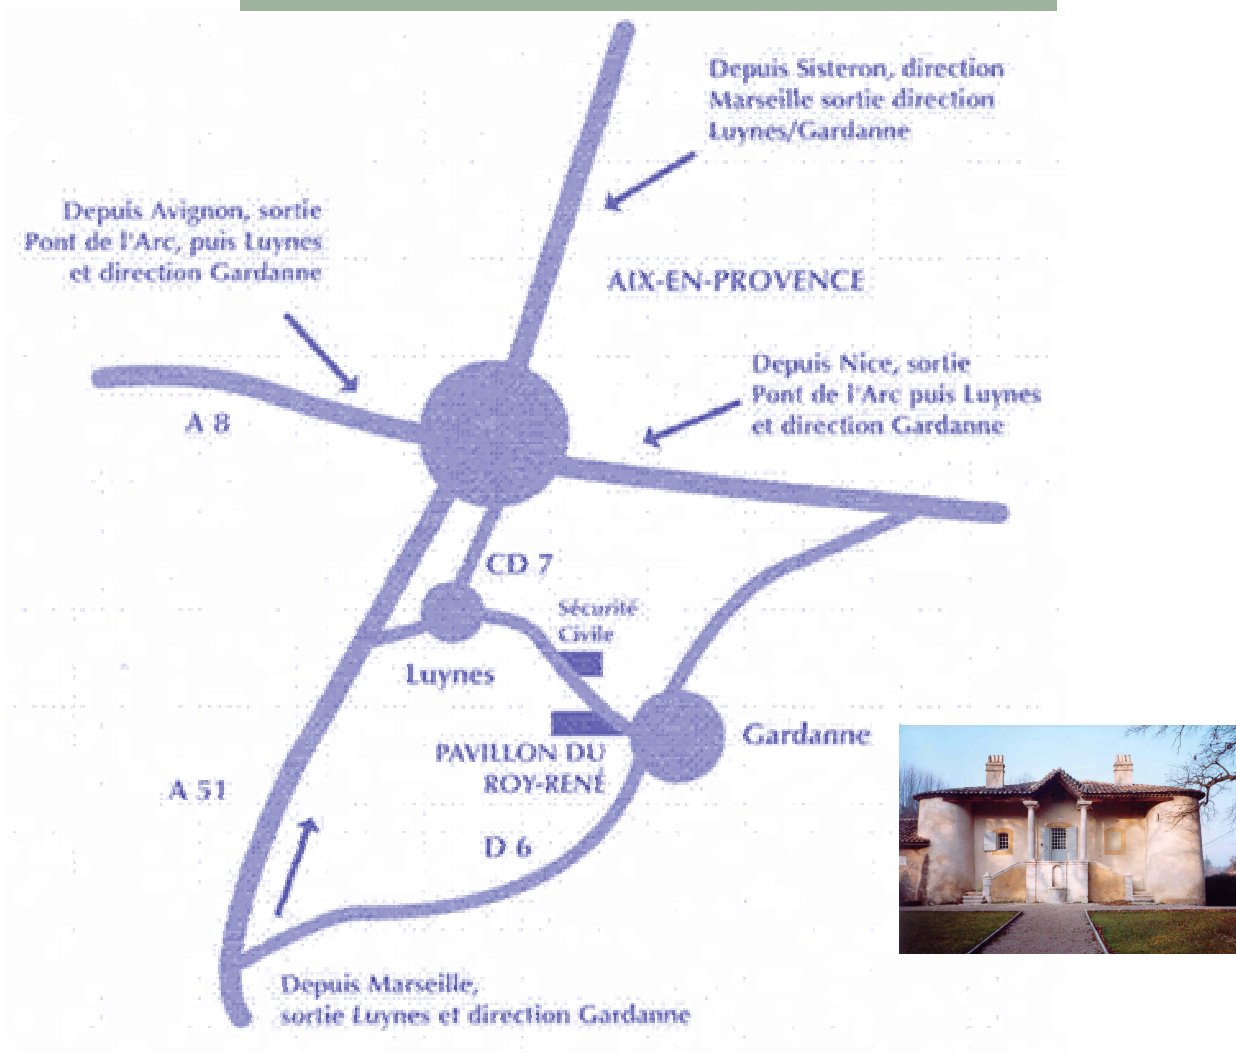 Depuis Sisteron, direction
Marseille sortie direction
Luynes/Gardanne
Depuis Avignon, sortie
Pont de l'Arc, puis Luynes
et direction Gardanne
AIX-EN-PROVENCE
Depuis Nice, sortie
Pont de l'Arc puis Luynes
et direction Gardanne
A 8
CD 7
Sécurité
Civile
Luynes
Gardanne
PAVILLON DU
ROY-RENÉ
A 51
D 6
Depuis Marseille,
sortie Luynes et direction Gardanne